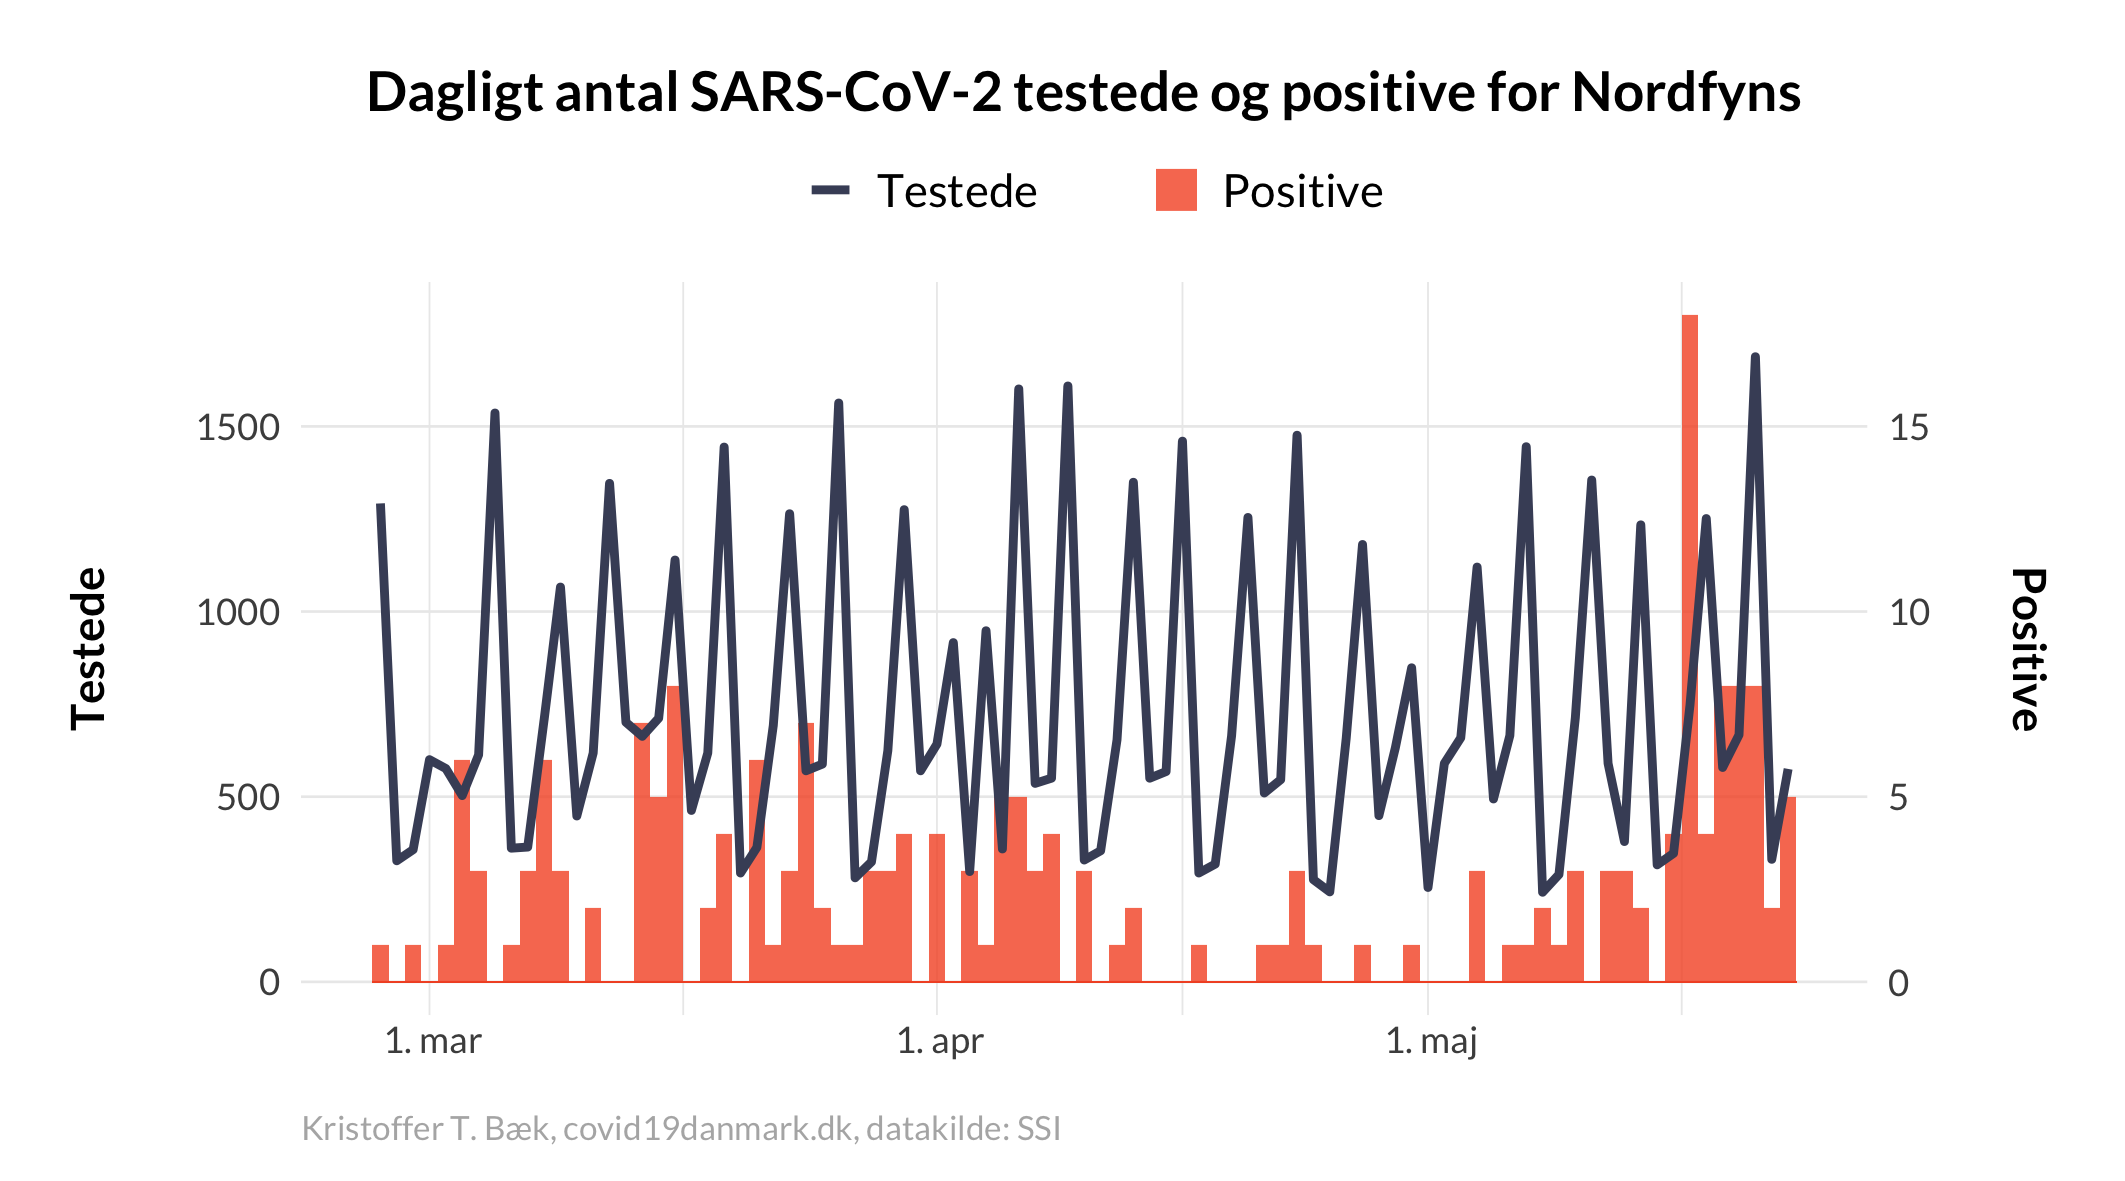 Dagligt antal SARS-CoV-2 testede og positive for Nordfyns
Testede Positive
Testede
1500
1000
500
0
15
10
5
0
Positive
1. mar 1. apr 1. maj
Kristoffer T. Bæk, covid19danmark.dk, datakilde: SSI